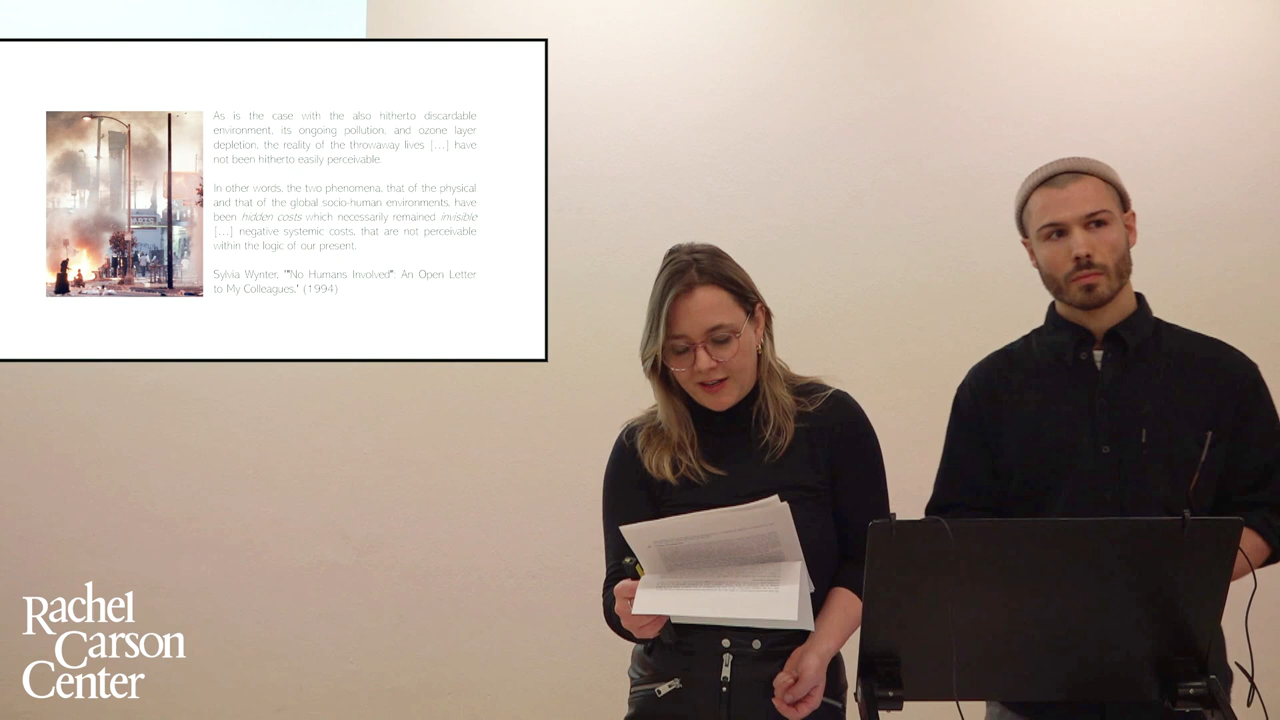 As is the case with the also hitherto discardable
environment, its ongoing pollution, and ozone layer
depletion, the reality of the throwaway lives [...] have
not been hitherto easily perceivable.
In other words, the two phenomena, that of the physical
and that of the global socio-human environments, have
been hidden costs which necessarily remained invisible
[...] negative systemic costs, that are not perceivable
within the logic of our present.
Sylvia Wynter, "'No Humans Involved'. An Open Letter
to My Colleagues," (1994)
Rachel
Carson
Center